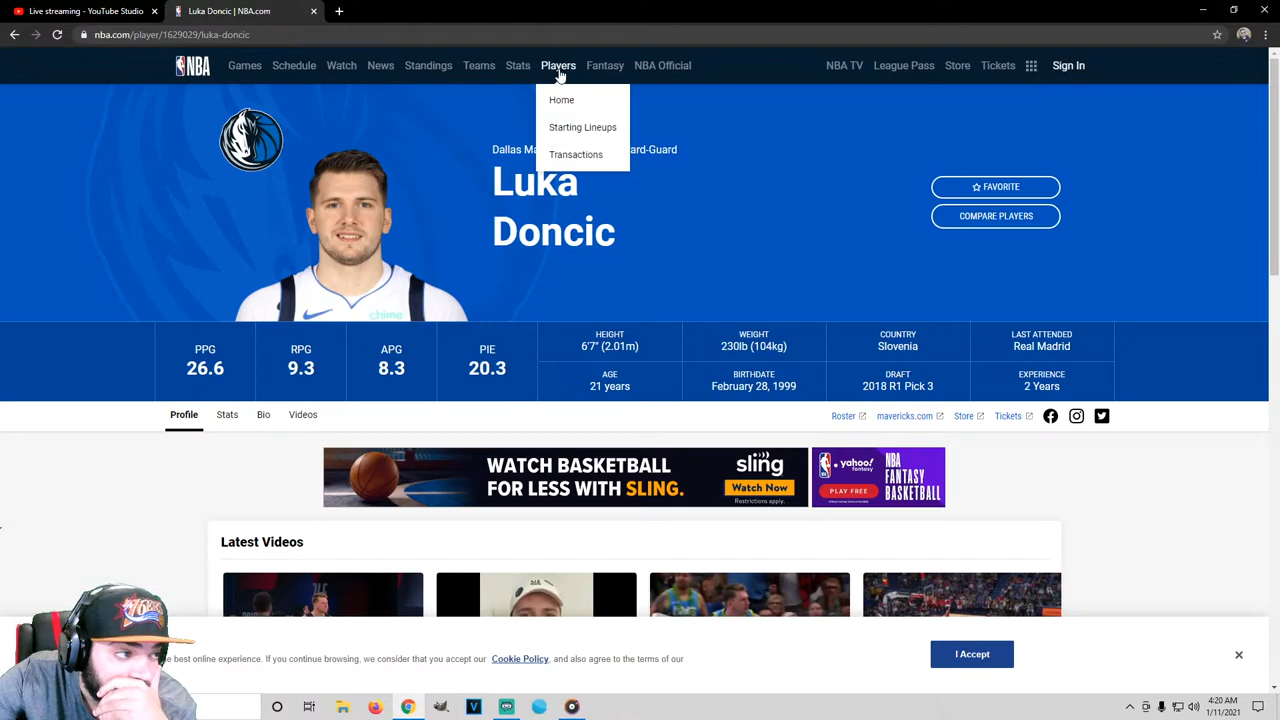 Live streaming - YouTube Studio
Luka Doncic | NBA.com
nba.com/player/1629029/luka-doncic
NBA Games Schedule Watch News Standings Teams Stats Players Fantasy NBA Official NBA TV League Pass Store Tickets Sign In
Home
Starting Lineups
Transactions
Dallas Ma
ard-Guard
Luka
Doncic
FAVORITE
COMPARE PLAYERS
chime
PPG
26.6
RPG
9.3
APG
8.3
PIE
20.3
HEIGHT
6'7" (2.01m)
WEIGHT
230lb (104kg)
COUNTRY
Slovenia
LAST ATTENDED
Real Madrid
AGE
21 years
BIRTHDATE
February 28, 1999
DRAFT
2018 R1 Pick 3
EXPERIENCE
2 Years
Profile Stats Bio Videos
Roster mavericks.com Store Tickets
WATCH BASKETBALL
FOR LESS WITH SLING.
sling
Watch Now
Restrictions apply.
NBA
yahoo!
fantasy
PLAY FREE
NBA
FANTASY
BASKETBALL
Latest Videos
best online experience. If you continue browsing, we consider that you accept our Cookie Policy, and also agree to the terms of our
I Accept
76ERS
4:20 AM
1/11/2021